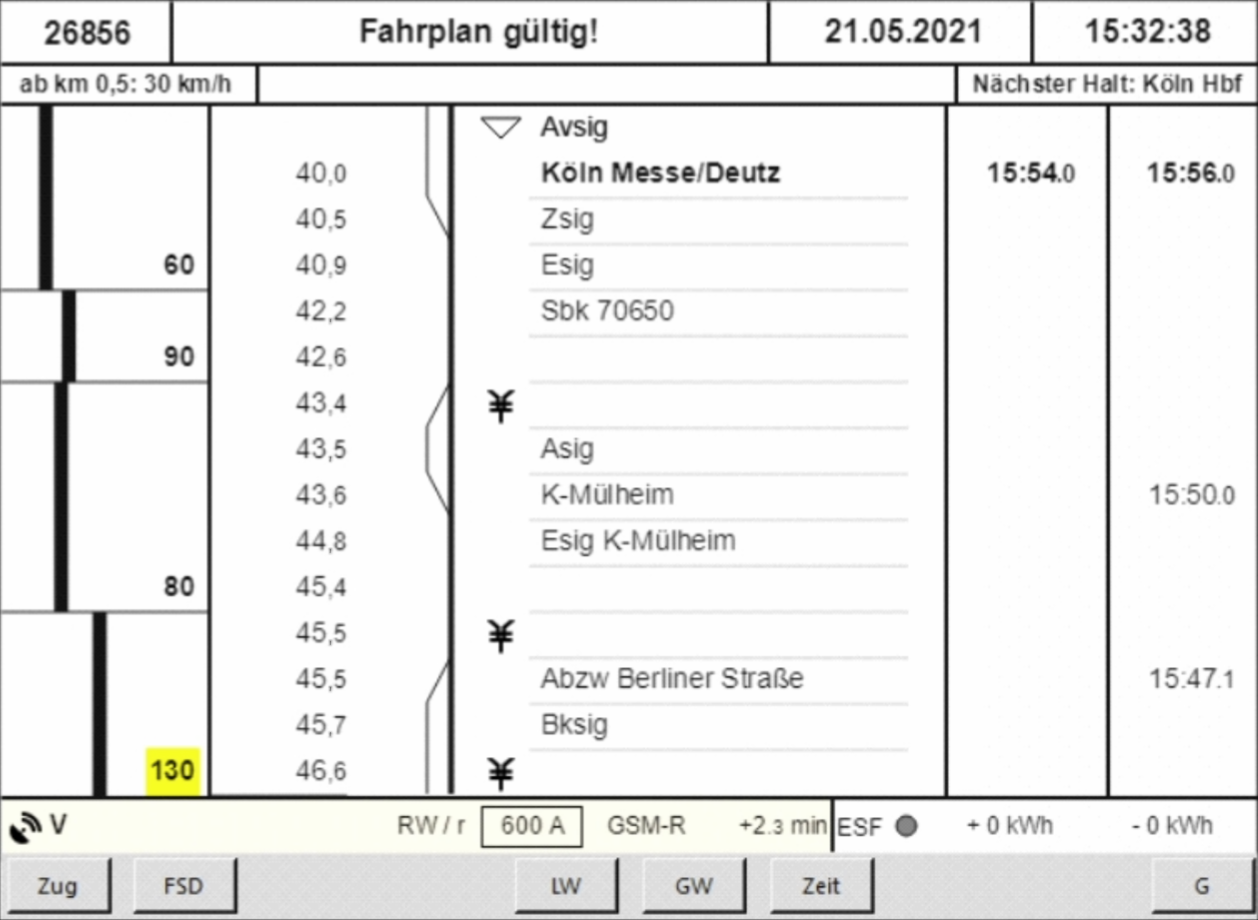 26856 Fahrplan gültig! 21.05.2021 15:32:38
ab km 0,5: 30 km/h Nächster Halt: Köln Hbf
Avsig
40,0 Köln Messe/Deutz 15:54.0 15:56.0
40,5 Zsig
60 40,9 Esig
42,2 Sbk 70650
90 42,6
43,4 ¥
43,5 Asig
43,6 K-Mülheim 15:50.0
44,8 Esig K-Mülheim
80 45,4
45,5 ¥
45,5 Abzw Berliner Straße 15:47.1
45,7 Bksig
130 46,6 ¥
V RW / r 600 A GSM-R +2.3 min ESF + 0 kWh - 0 kWh
Zug FSD LW GW Zeit G